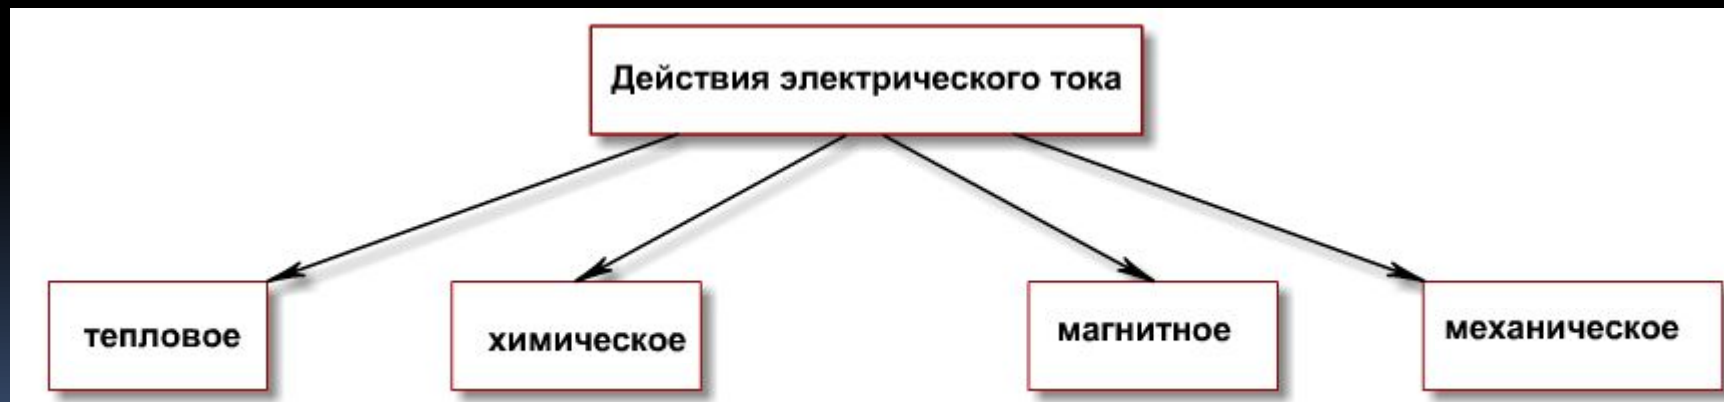 Действия электрического тока
тепловое
химическое
магнитное
механическое